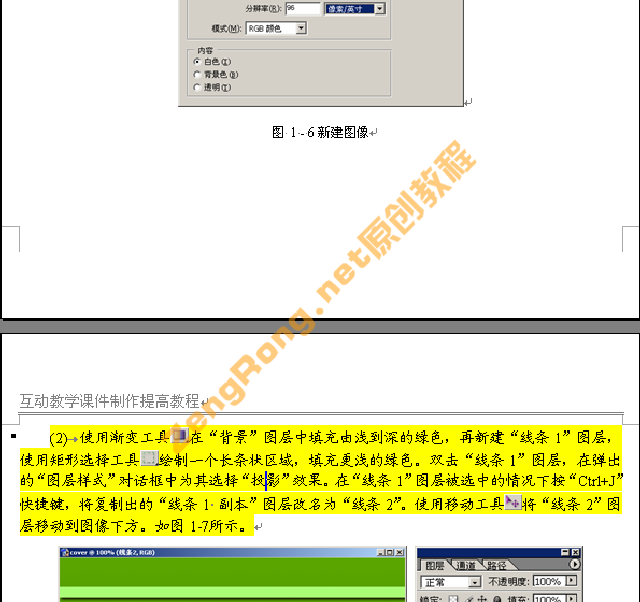 分辨率(R): 96 像素/英寸
模式(M): RGB 颜色
内容
白色(I)
背景色(B)
透明(T)
图 1 - 6 新建图像
zengRong.net原创教程
互动教学课件制作提高教程
(2) 使用渐变工具 在“背景”图层中填充由浅到深的绿色，再新建“线条 1”图层，
使用矩形选择工具 绘制一个长条状区域，填充更浅的绿色。双击“线条 1”图层，在弹出
的“图层样式”对话框中为其选择“投影”效果。在“线条 1”图层被选中的情况下按“Ctrl+J”
快捷键，将复制出的“线条 1 副本”图层改名为“线条 2”。使用移动工具 将“线条 2”图
层移动到图像下方。如图 1-7所示。
cover @ 100% (线条2,RGB)
图层 通道 路径
正常 不透明度: 100%
锁定: 填充: 100%